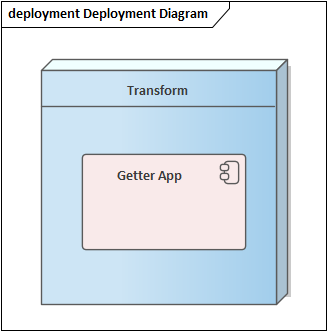 deployment Deployment Diagram
Transform
Getter App